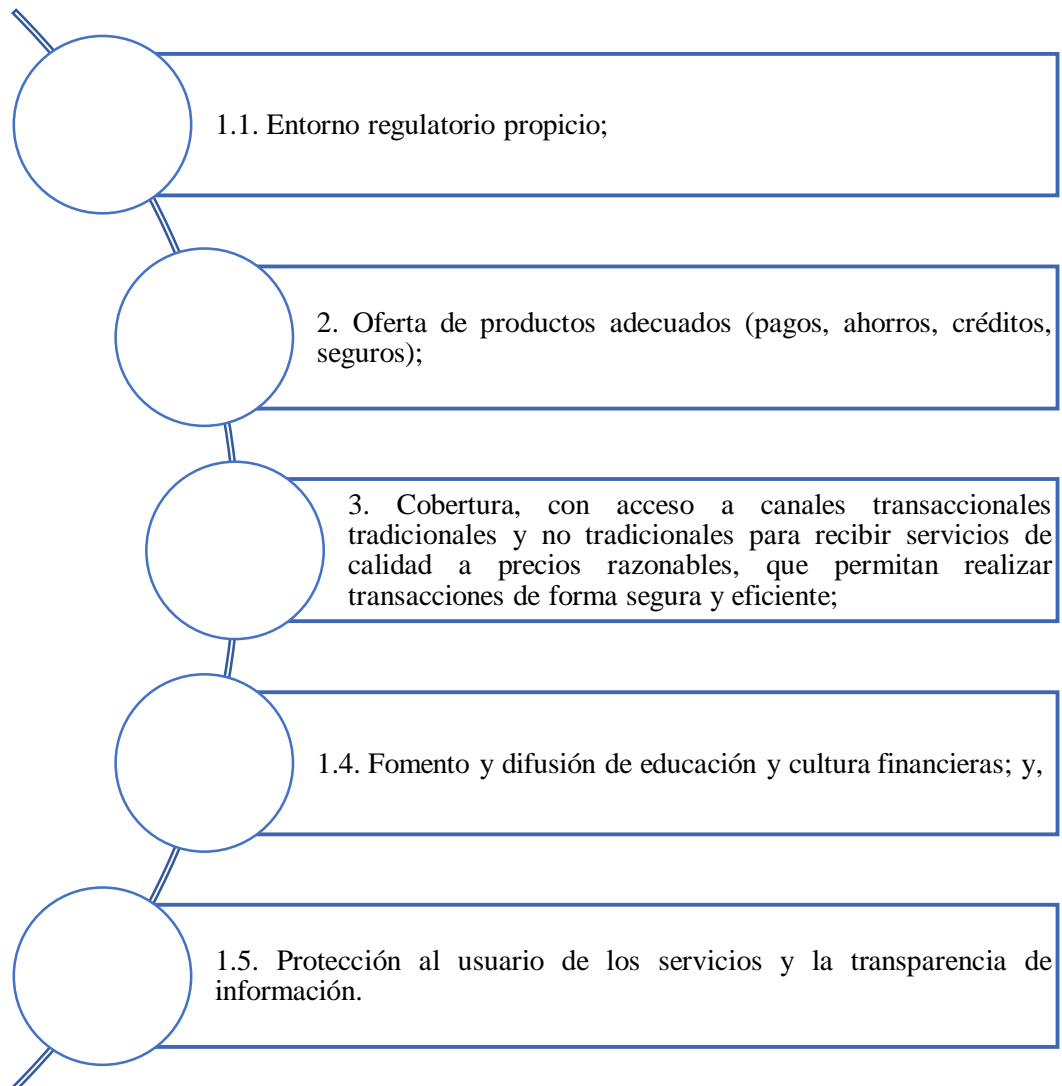 1.1. Entorno regulatorio propicio;
2. Oferta de productos adecuados (pagos, ahorros, créditos,
seguros);
3. Cobertura, con acceso a canales transaccionales
tradicionales y no tradicionales para recibir servicios de
calidad a precios razonables, que permitan realizar
transacciones de forma segura y eficiente;
1.4. Fomento y difusión de educación y cultura financieras; y,
1.5. Protección al usuario de los servicios y la transparencia de
información.